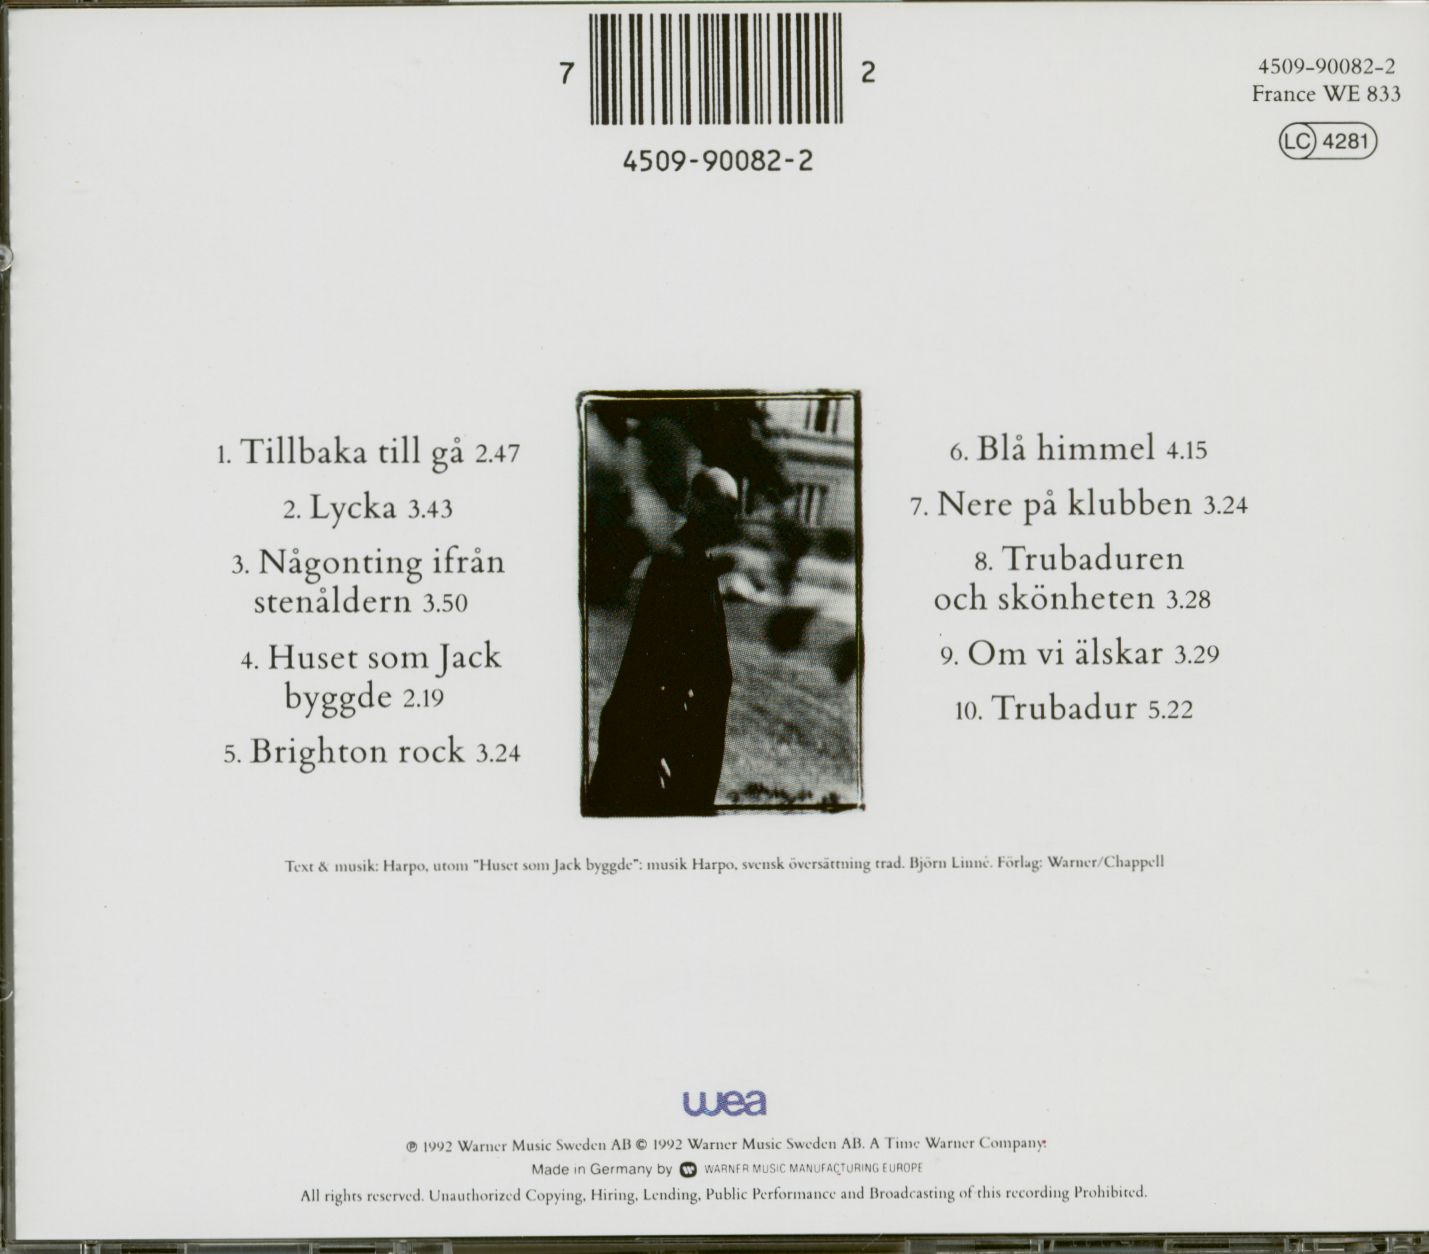 7 2
4509-90082-2
4509-90082-2
France WE 833
LC 4281
1. Tillbaka till gå 2.47
2. Lycka 3.43
3. Någonting ifrån
stenåldern 3.50
4. Huset som Jack
byggde 2.19
5. Brighton rock 3.24
6. Blå himmel 4.15
7. Nere på klubben 3.24
8. Trubaduren
och skönheten 3.28
9. Om vi älskar 3.29
10. Trubadur 5.22
Text & musik: Harpo, utom "Huset som Jack byggde": musik Harpo, svensk översättning trad. Björn Linné. Förlag: Warner/Chappell
wea
℗ 1992 Warner Music Sweden AB © 1992 Warner Music Sweden AB. A Time Warner Company.
Made in Germany by WARNER MUSIC MANUFACTURING EUROPE
All rights reserved. Unauthorized Copying, Hiring, Lending, Public Performance and Broadcasting of this recording Prohibited.